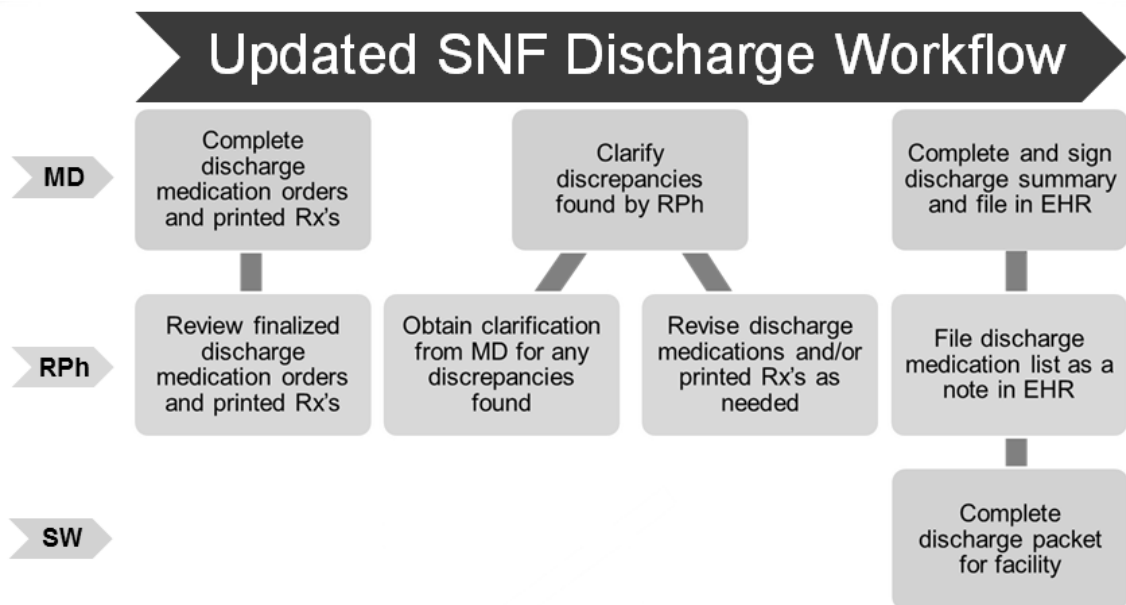 Updated SNF Discharge Workflow
MD
Complete
discharge
medication orders
and printed Rx's
Clarify
discrepancies
found by RPh
Complete and sign
discharge summary
and file in EHR
RPh
Review finalized
discharge
medication orders
and printed Rx's
Obtain clarification
from MD for any
discrepancies
found
Revise discharge
medications and/or
printed Rx's as
needed
File discharge
medication list as a
note in EHR
SW
Complete
discharge packet
for facility